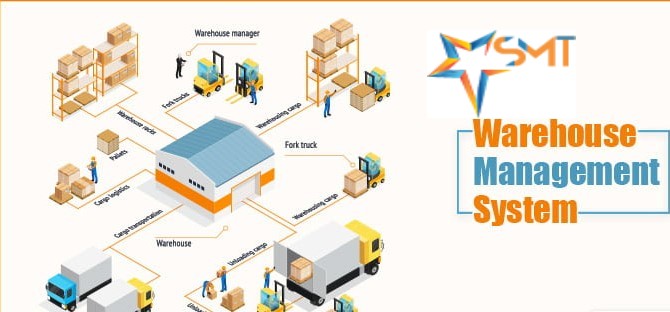 Warehouse manager
SMT
Fork trucks
Warehousing cargo
Warehouse racks
Warehouse
Management
System
Pallets
Fork truck
Cargo logistics
Warehousing cargo
Cargo transportation
Warehouse
Unloading cargo